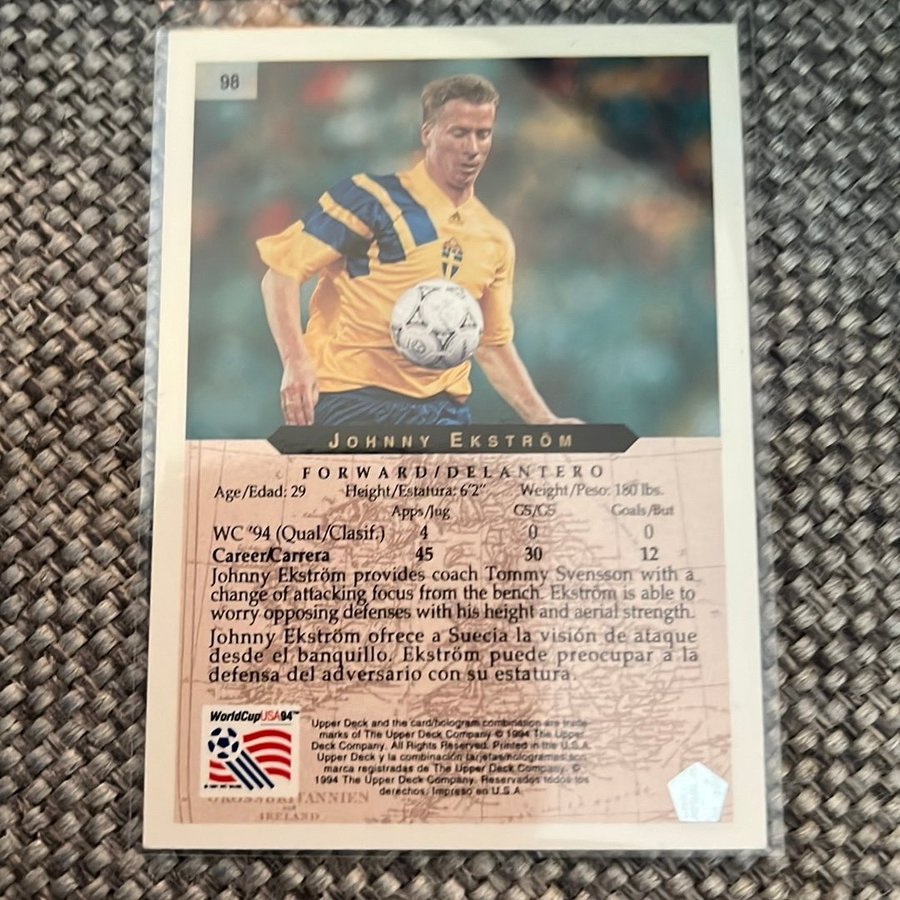 98
JOHNNY EKSTRÖM
FORWARD/DELANTERO
Age/Edad: 29 Height/Estatura: 6'2" Weight/Peso: 180 lbs.
Apps/Jug GS/GS Goals/But
WC '94 (Qual/Clasif.) 4 0 0
Career/Carrera 45 30 12
Johnny Ekström provides coach Tommy Svensson with a
change of attacking focus from the bench. Ekström is able to
worry opposing defenses with his height and aerial strength.
Johnny Ekström ofrece a Suecia la visión de ataque
desde el banquillo. Ekström puede preocupar a la
defensa del adversario con su estatura.
WorldCupUSA94™
Upper Deck and the card/hologram combination are trade
marks of The Upper Deck Company © 1994 The Upper
Deck Company. All Rights Reserved. Printed in the U.S.A.
Upper Deck y la combinación tarjetas/hologramas son
marca registradas de The Upper Deck Company. ©
1994 The Upper Deck Company. Reservados todos los
derechos. Impreso en U.S.A.
GROSSBRITANNIEN
IRELAND